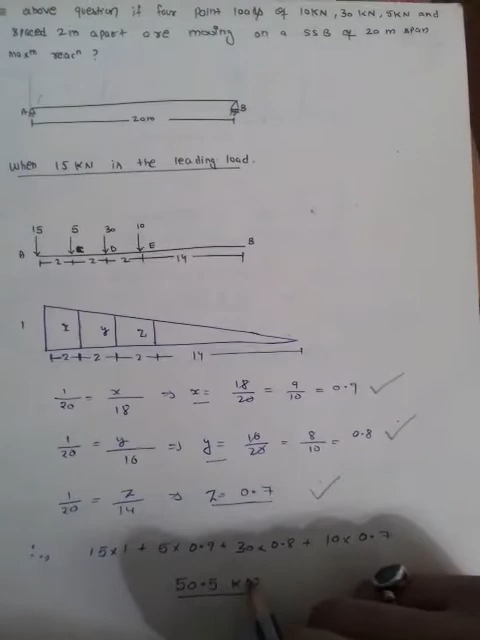 above question if four point loads of 10KN, 30 KN, 5KN and
spaced 2m apart are moving on a SSB of 20 m span
maxᵐ reacⁿ ?
A B
20m
When 15 KN is the leading load.
15 5 30 10
A C D E B
2 2 2 14
1 x y z
2 2 2 14
1/20 = x/18 ⇒ x = 18/20 = 9/10 = 0.9 ✓
1/20 = y/16 ⇒ y = 16/20 = 8/10 = 0.8 ✓
1/20 = z/14 ⇒ z = 0.7 ✓
∴ 15×1 + 5×0.9 + 30×0.8 + 10×0.7
50.5